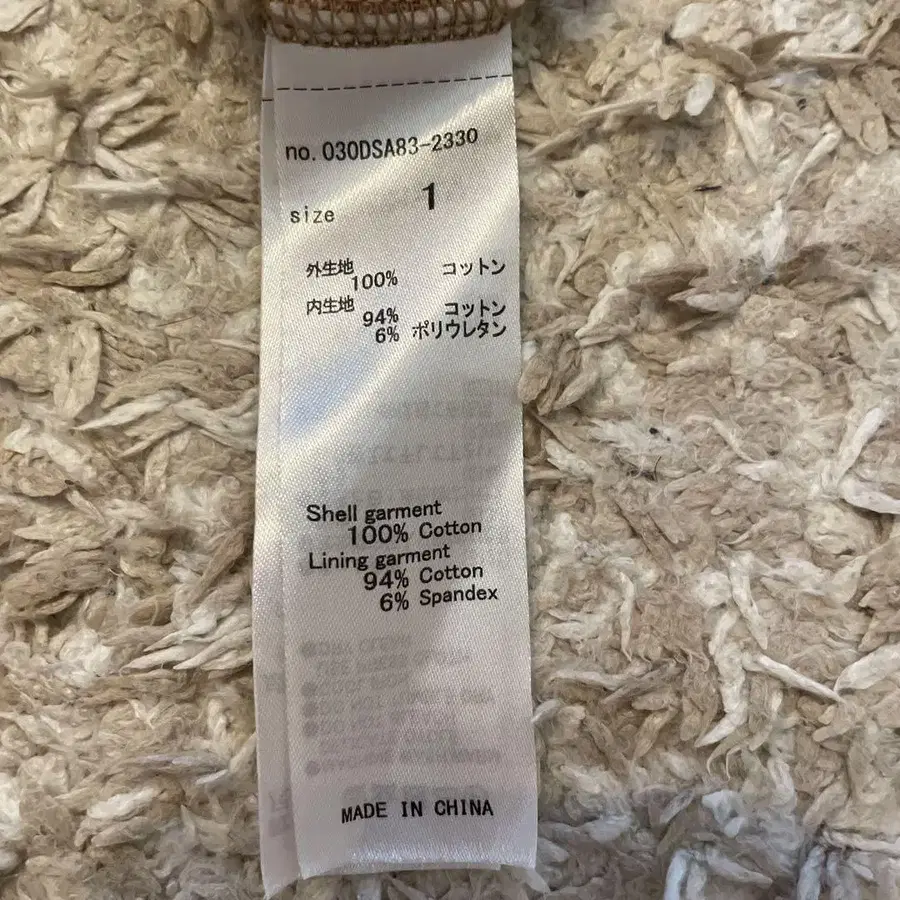 no. 030DSA83-2330
size 1
外生地
100% コットン
内生地
94% コットン
6% ポリウレタン
Shell garment
100% Cotton
Lining garment
94% Cotton
6% Spandex
MADE IN CHINA